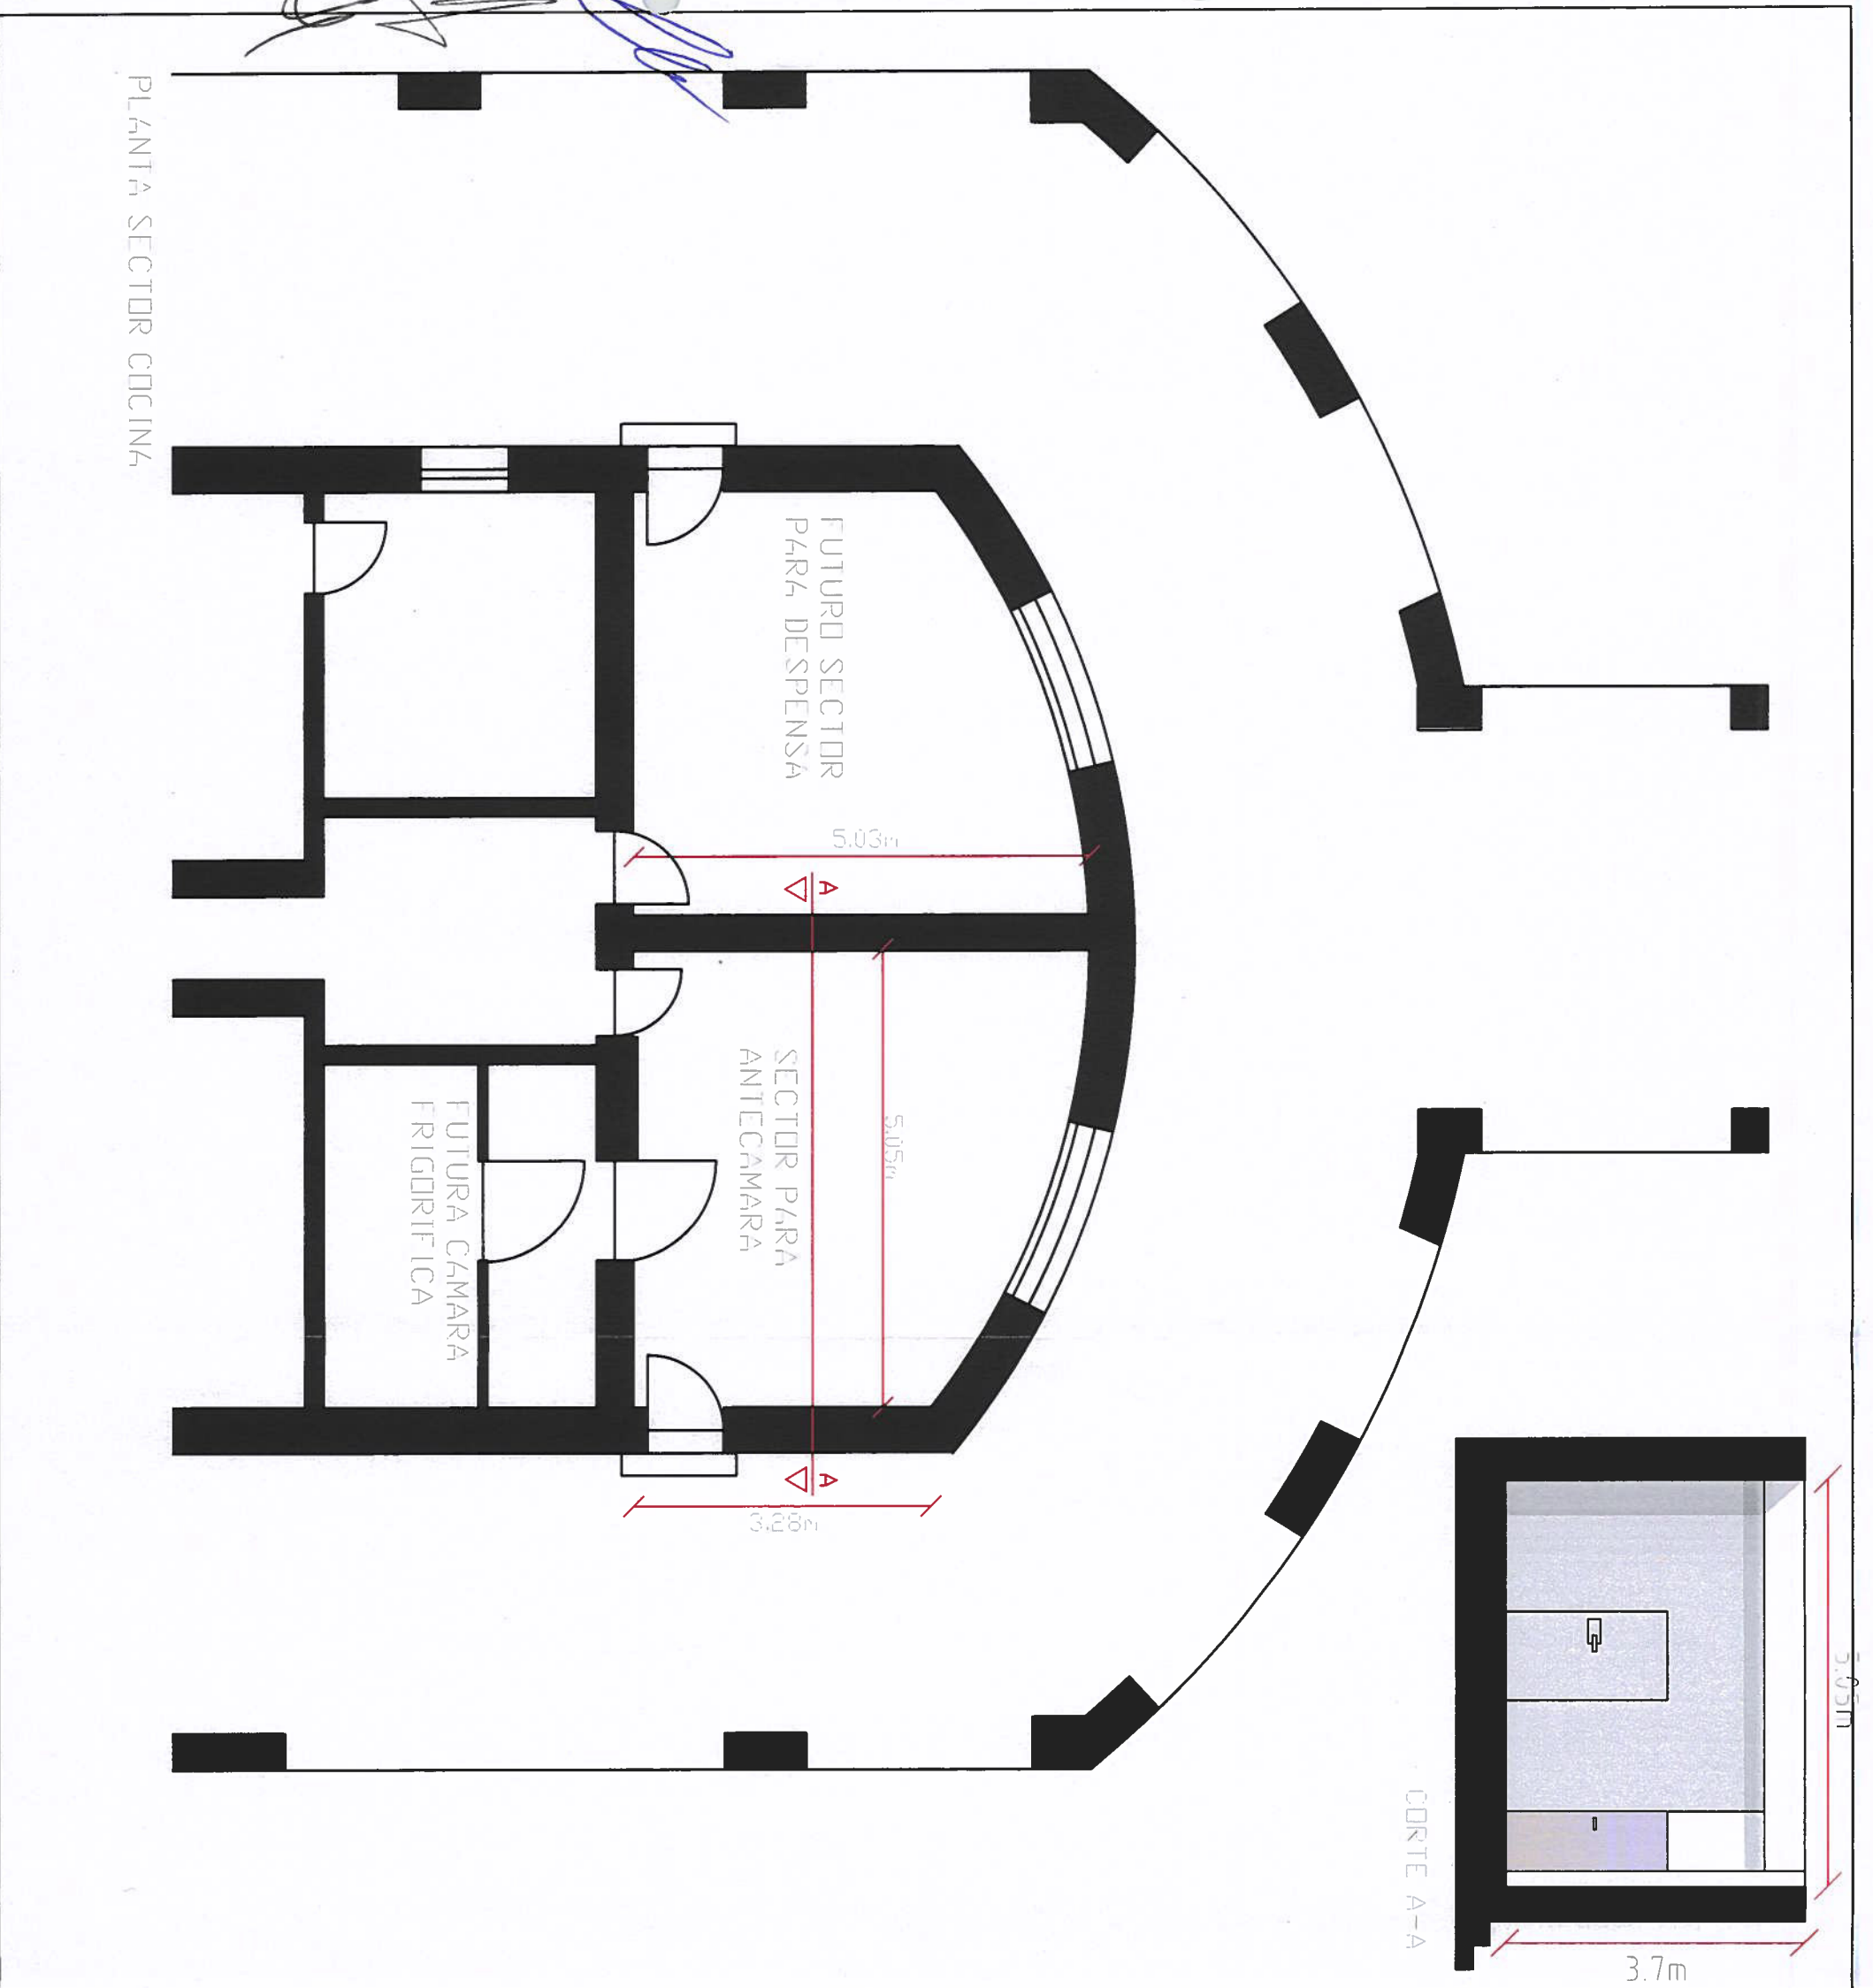 PLANTA SECTOR COCINA
FUTURO SECTOR
PARA DESPENSA
5.03m
A
SECTOR PARA
ANTECAMARA
5.05m
FUTURA CAMARA
FRIGORIFICA
A
3.28m
5.05m
CORTE A-A
3.7m